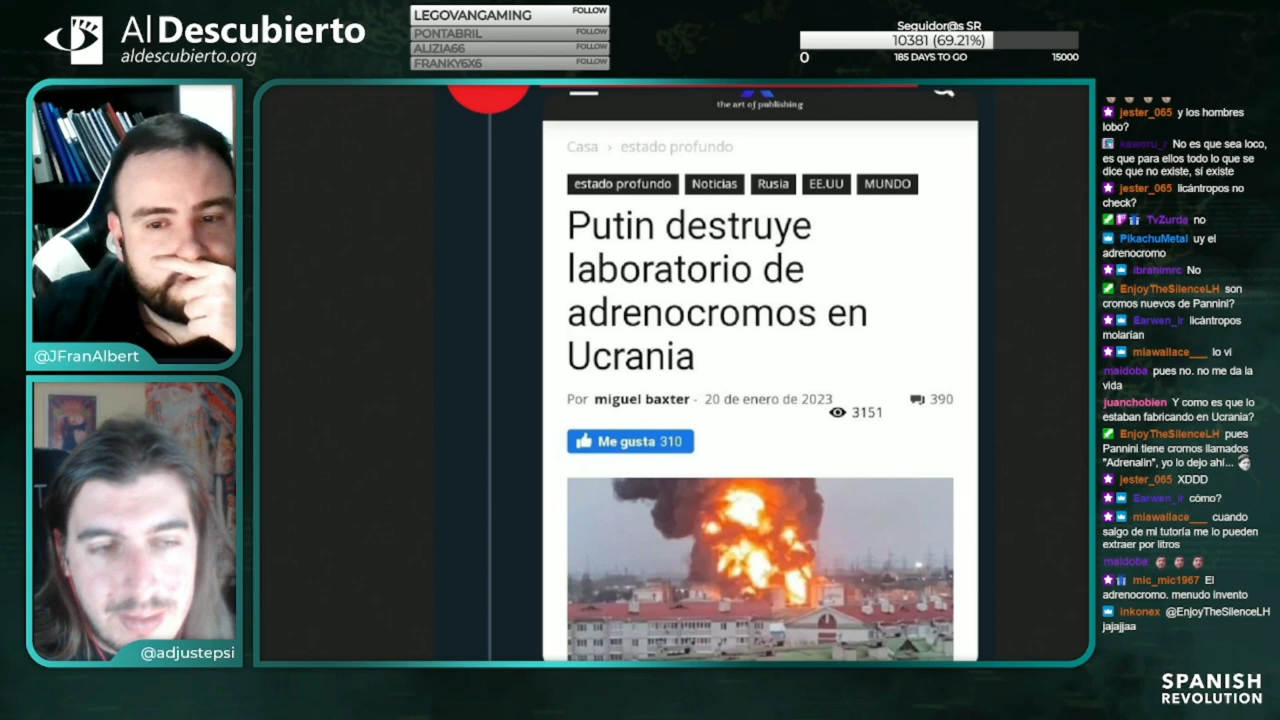 Al Descubierto
aldescubierto.org
LEGOVANGAMING FOLLOW
PONTABRIL FOLLOW
ALIZIA66 FOLLOW
FRANKY6X6 FOLLOW
Seguidor@s SR
10381 (69.21%)
0 185 DAYS TO GO 15000
@JFranAlbert
@adjustepsi
the art of publishing
Casa › estado profundo
estado profundo Noticias Rusia EE.UU MUNDO
Putin destruye
laboratorio de
adrenocromos en
Ucrania
Por miguel baxter - 20 de enero de 2023
3151
390
Me gusta 310
jester_065 y los hombres
lobo?
kaworu_r No es que sea loco,
es que para ellos todo lo que se
dice que no existe, sí existe
jester_065 licántropos no
check?
TvZurda no
PikachuMetal uy el
adrenocromo
ibrahimrc No
EnjoyTheSilenceLH son
cromos nuevos de Pannini?
Earwen_ir licántropos
molarían
miawallace___ lo vi
maidoba pues no. no me da la
vida
juanchobien Y como es que lo
estaban fabricando en Ucrania?
EnjoyTheSilenceLH pues
Pannini tiene cromos llamados
"Adrenalin", yo lo dejo ahí...
jester_065 XDDD
Earwen_ir cómo?
miawallace___ cuando
salgo de mi tutoría me lo pueden
extraer por litros
maidoba
mic_mic1967 El
adrenocromo. menudo invento
inkonex @EnjoyTheSilenceLH
jajajjaa
SPANISH
REVOLUTION